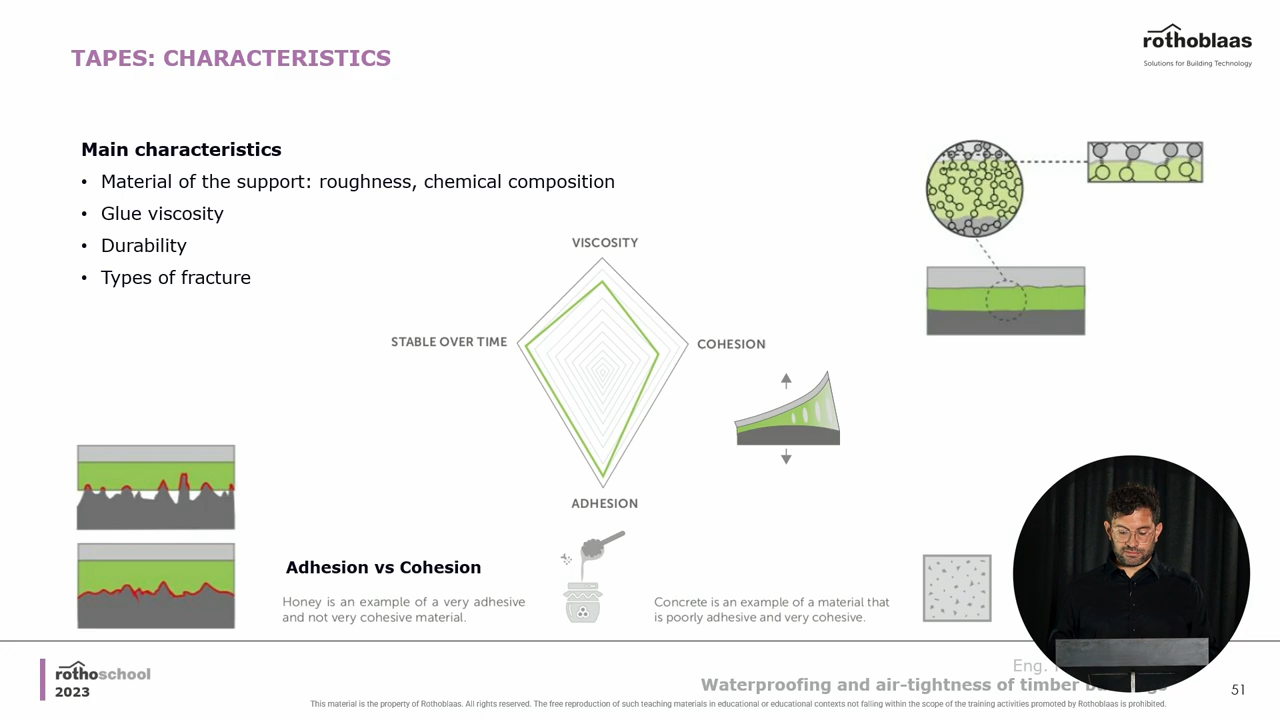 TAPES: CHARACTERISTICS
rothoblaas
Solutions for Building Technology
Main characteristics
• Material of the support: roughness, chemical composition
• Glue viscosity
• Durability
• Types of fracture
VISCOSITY
STABLE OVER TIME
COHESION
ADHESION
Adhesion vs Cohesion
Honey is an example of a very adhesive
and not very cohesive material.
Concrete is an example of a material that
is poorly adhesive and very cohesive.
rothoschool
2023
Eng.
Waterproofing and air-tightness of timber
This material is the property of Rothoblaas. All rights reserved. The free reproduction of such teaching materials in educational or educational contexts not falling within the scope of the training activities promoted by Rothoblaas is prohibited.
51